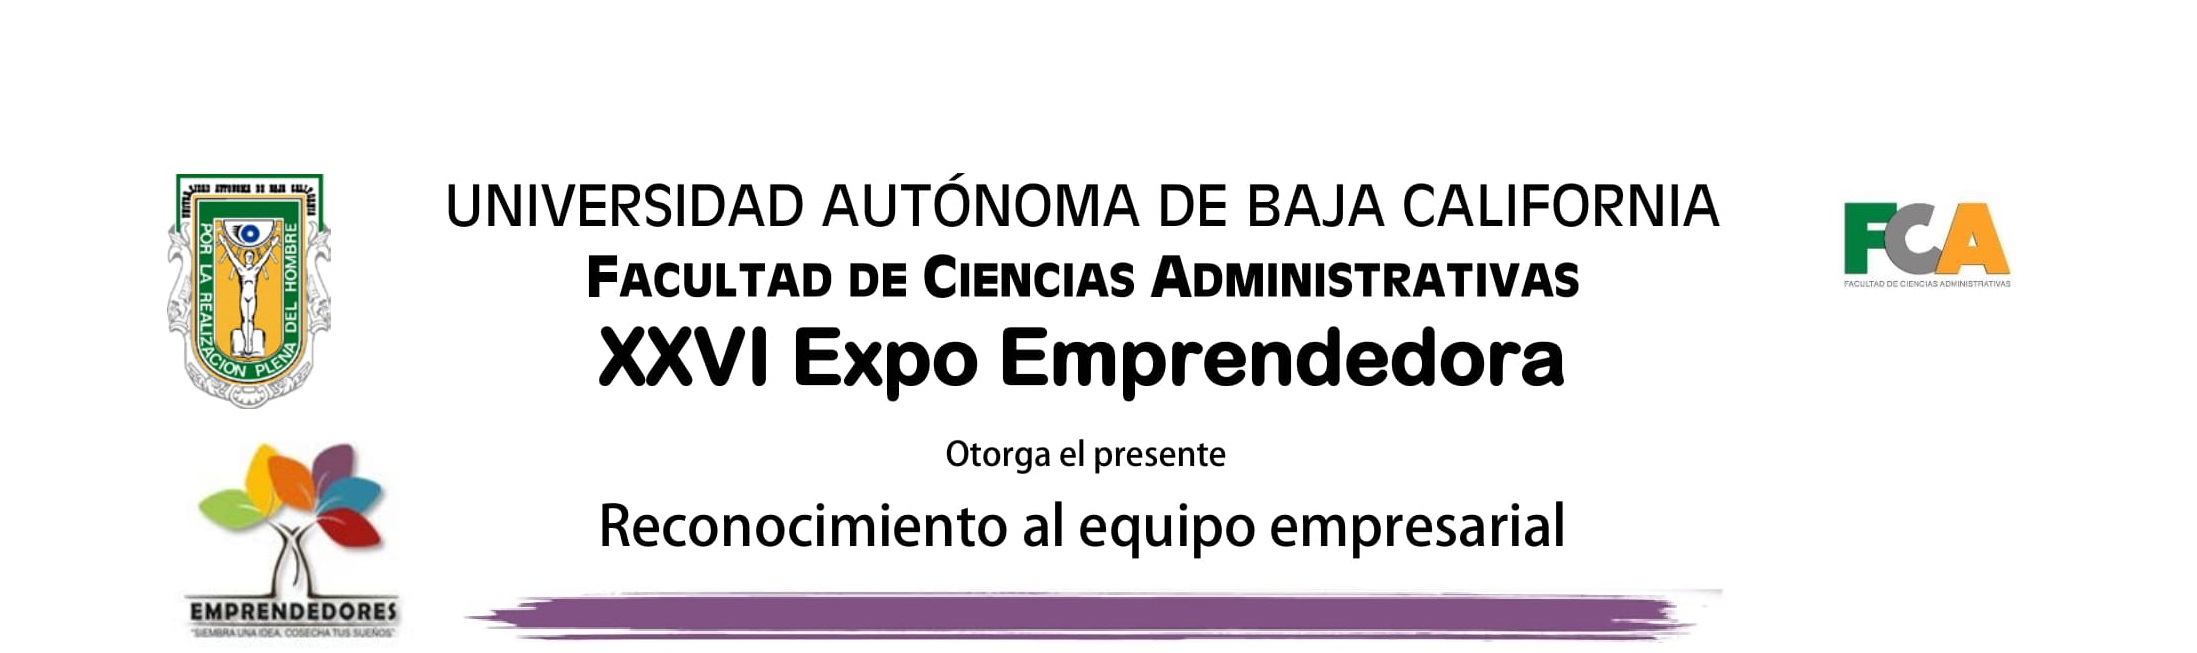 UNIVERSIDAD AUTÓNOMA DE BAJA CALIFORNIA
POR LA REALIZACION PLENA DEL HOMBRE
UNIVERSIDAD AUTÓNOMA DE BAJA CALIFORNIA
FACULTAD DE CIENCIAS ADMINISTRATIVAS
XXVI Expo Emprendedora
FCA
FACULTAD DE CIENCIAS ADMINISTRATIVAS
Otorga el presente
Reconocimiento al equipo empresarial
EMPRENDEDORES
"SIEMBRA UNA IDEA, COSECHA TUS SUEÑOS"